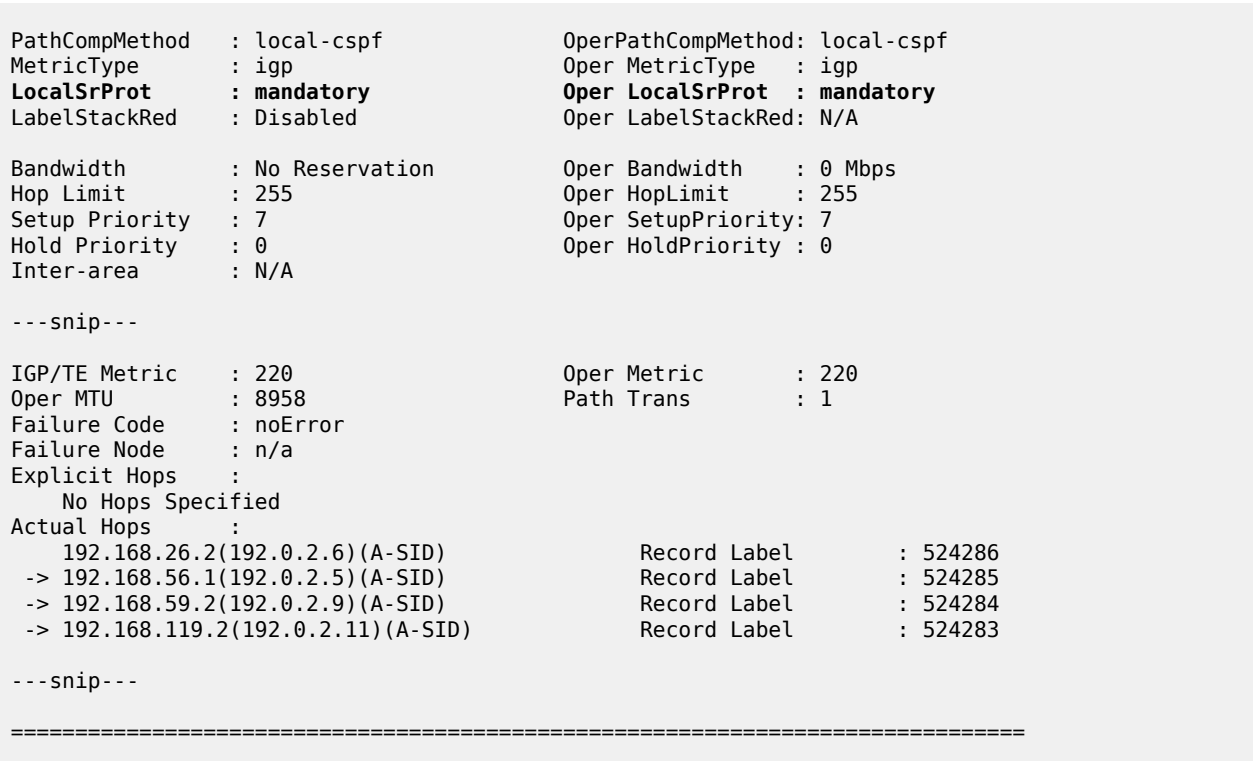 PathCompMethod   : local-cspf             OperPathCompMethod: local-cspf
MetricType       : igp                    Oper MetricType   : igp
LocalSrProt      : mandatory              Oper LocalSrProt  : mandatory
LabelStackRed    : Disabled               Oper LabelStackRed: N/A
Bandwidth        : No Reservation         Oper Bandwidth    : 0 Mbps
Hop Limit        : 255                    Oper HopLimit     : 255
Setup Priority   : 7                      Oper SetupPriority: 7
Hold Priority    : 0                      Oper HoldPriority : 0
Inter-area       : N/A
---snip---
IGP/TE Metric    : 220                    Oper Metric       : 220
Oper MTU         : 8958                   Path Trans        : 1
Failure Code     : noError
Failure Node     : n/a
Explicit Hops    :
    No Hops Specified
Actual Hops      :
    192.168.26.2(192.0.2.6)(A-SID)               Record Label        : 524286
 -> 192.168.56.1(192.0.2.5)(A-SID)               Record Label        : 524285
 -> 192.168.59.2(192.0.2.9)(A-SID)               Record Label        : 524284
 -> 192.168.119.2(192.0.2.11)(A-SID)             Record Label        : 524283
---snip---
===============================================================================